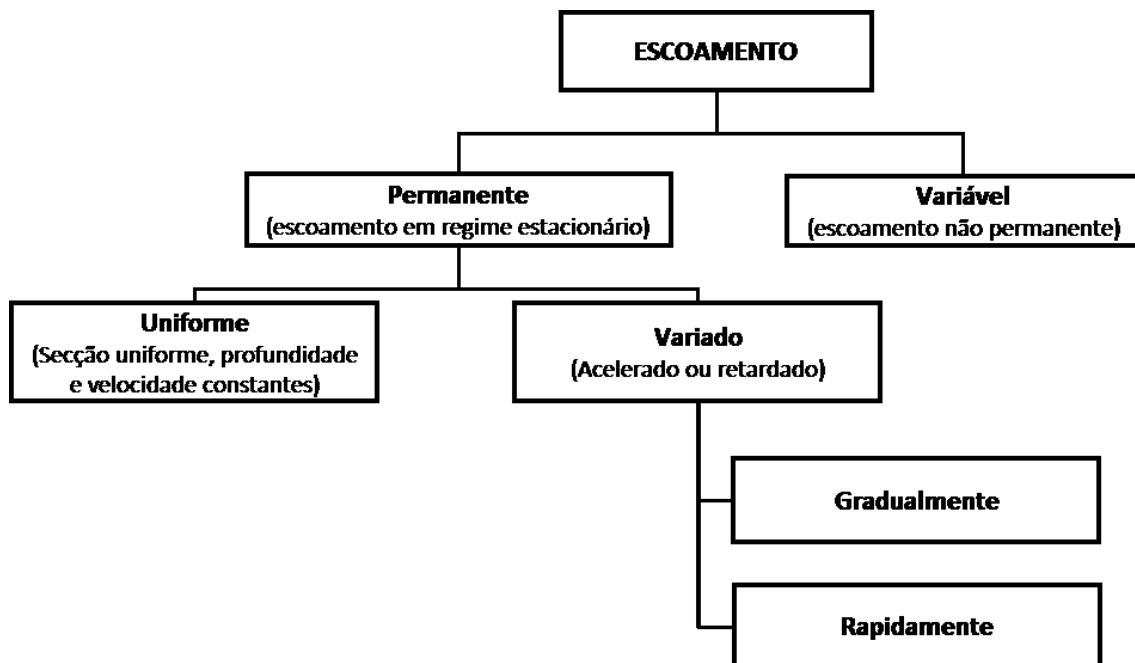 ESCOAMENTO
Permanente
(escoamento em regime estacionário)
Variável
(escoamento não permanente)
Uniforme
(Secção uniforme, profundidade
e velocidade constantes)
Variado
(Acelerado ou retardado)
Gradualmente
Rapidamente